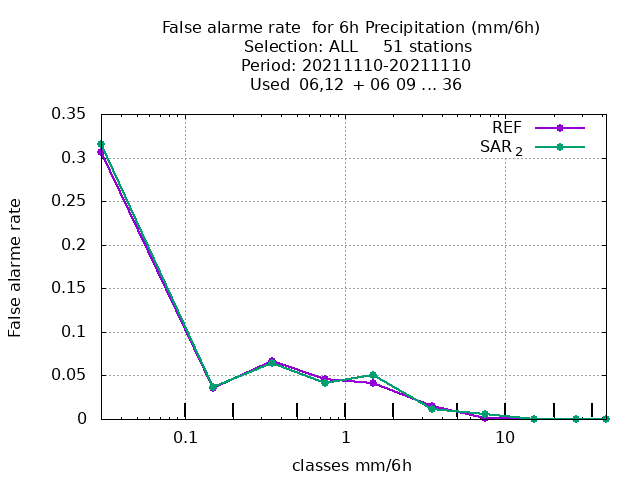 False alarme rate  for 6h Precipitation (mm/6h)
Selection: ALL     51 stations
Period: 20211110-20211110
Used  06,12  + 06 09 ... 36
REF
SAR 2
0.35
0.3
0.25
0.2
0.15
0.1
0.05
0
False alarme rate
0.1
1
10
classes mm/6h